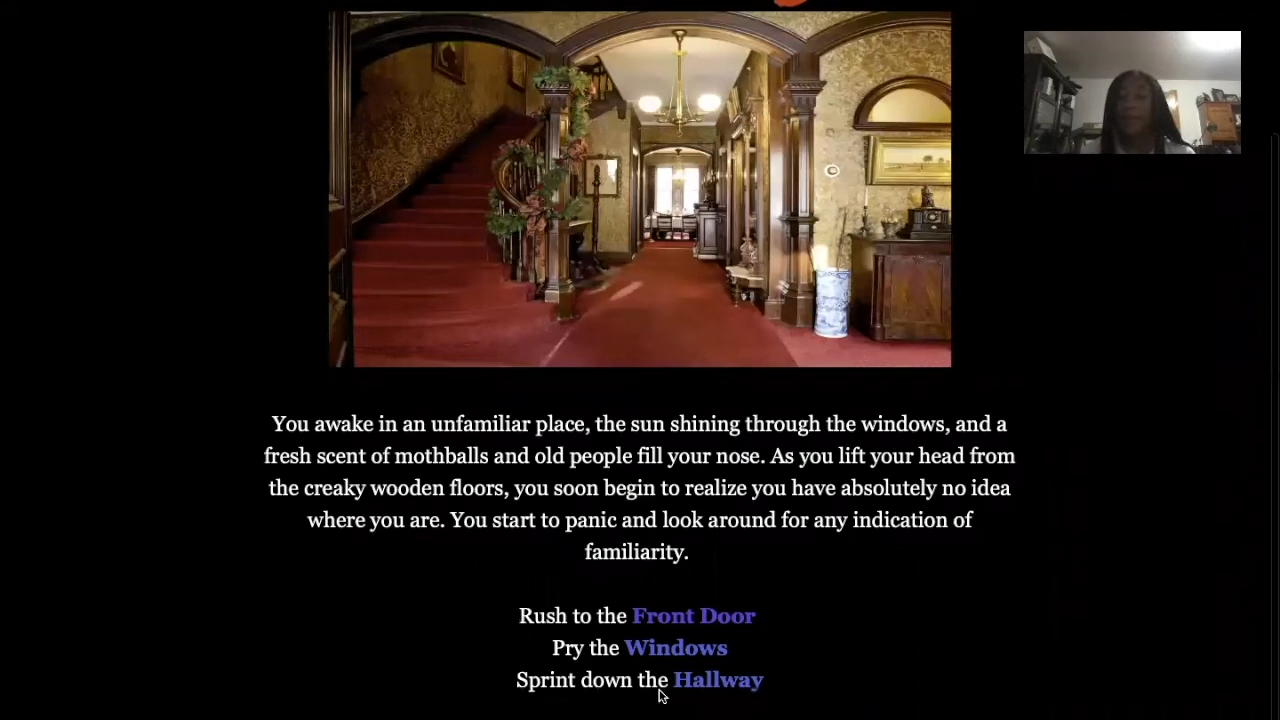 You awake in an unfamiliar place, the sun shining through the windows, and a
fresh scent of mothballs and old people fill your nose. As you lift your head from
the creaky wooden floors, you soon begin to realize you have absolutely no idea
where you are. You start to panic and look around for any indication of
familiarity.
Rush to the Front Door
Pry the Windows
Sprint down the Hallway